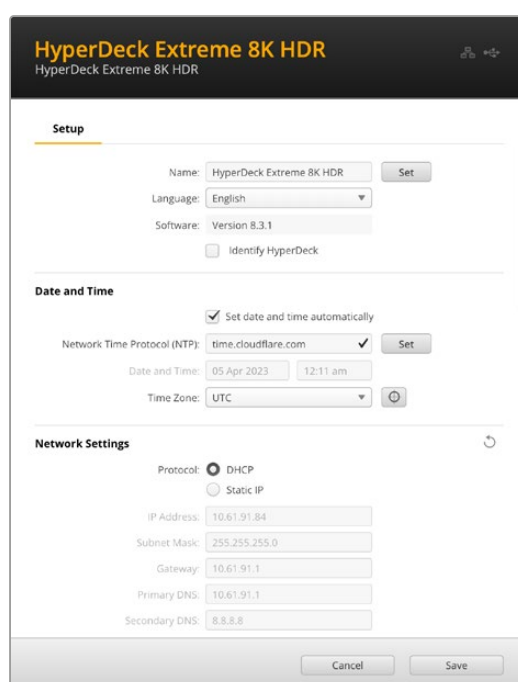 HyperDeck Extreme 8K HDR
HyperDeck Extreme 8K HDR
Setup
Name: HyperDeck Extreme 8K HDR Set
Language: English
Software: Version 8.3.1
Identify HyperDeck
Date and Time
Set date and time automatically
Network Time Protocol (NTP): time.cloudflare.com Set
Date and Time: 05 Apr 2023 12:11 am
Time Zone: UTC
Network Settings
Protocol: DHCP
Static IP
IP Address: 10.61.91.84
Subnet Mask: 255.255.255.0
Gateway: 10.61.91.1
Primary DNS: 10.61.91.1
Secondary DNS: 8.8.8.8
Cancel Save